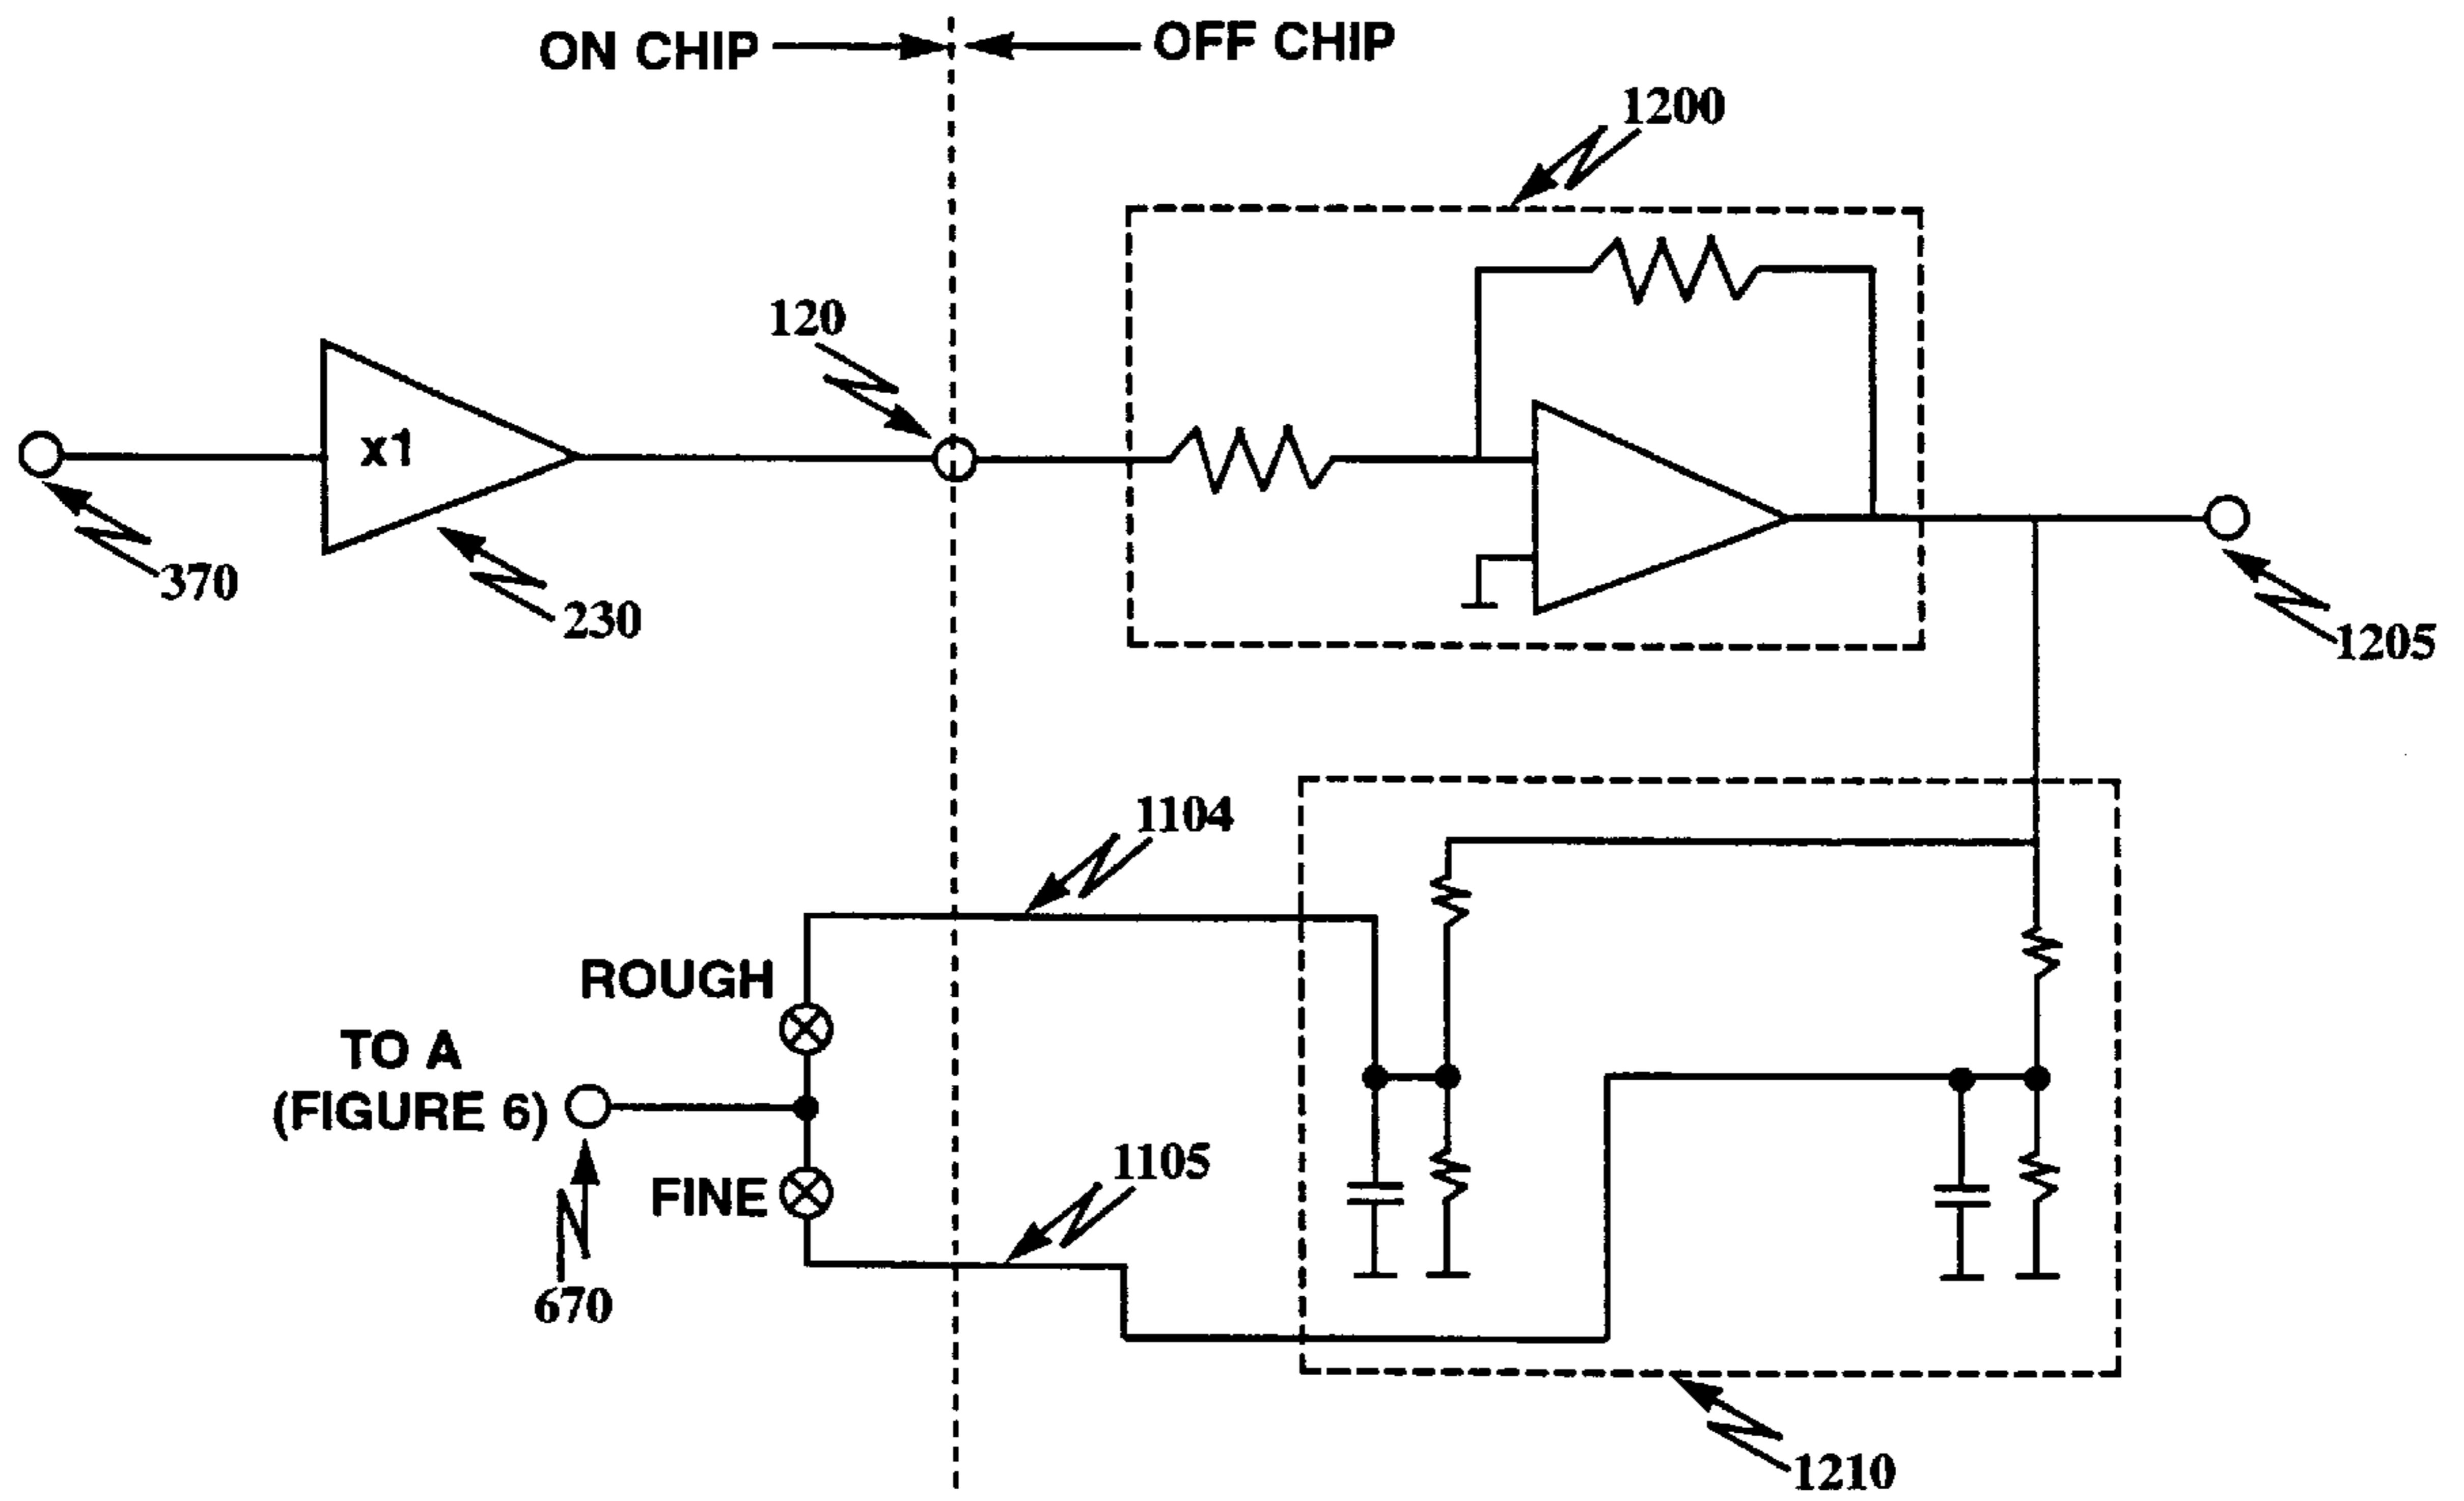 ON CHIP
OFF CHIP
1200
120
x1
370
230
1205
1104
ROUGH
TO A
(FIGURE 6)
1105
FINE
670
1210